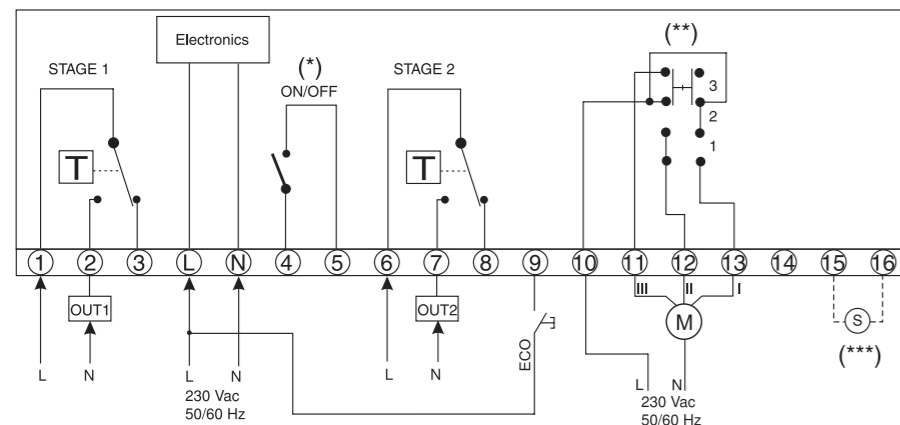 Electronics
(**)
STAGE 1
(*)
ON/OFF
STAGE 2
3
2
1
T
T
1 2 3 L N 4 5 6 7 8 9 10 11 12 13 14 15 16
III II I
OUT1
OUT2
M
S
ECO
(***)
L N L N L N L N
230 Vac
50/60 Hz
230 Vac
50/60 Hz